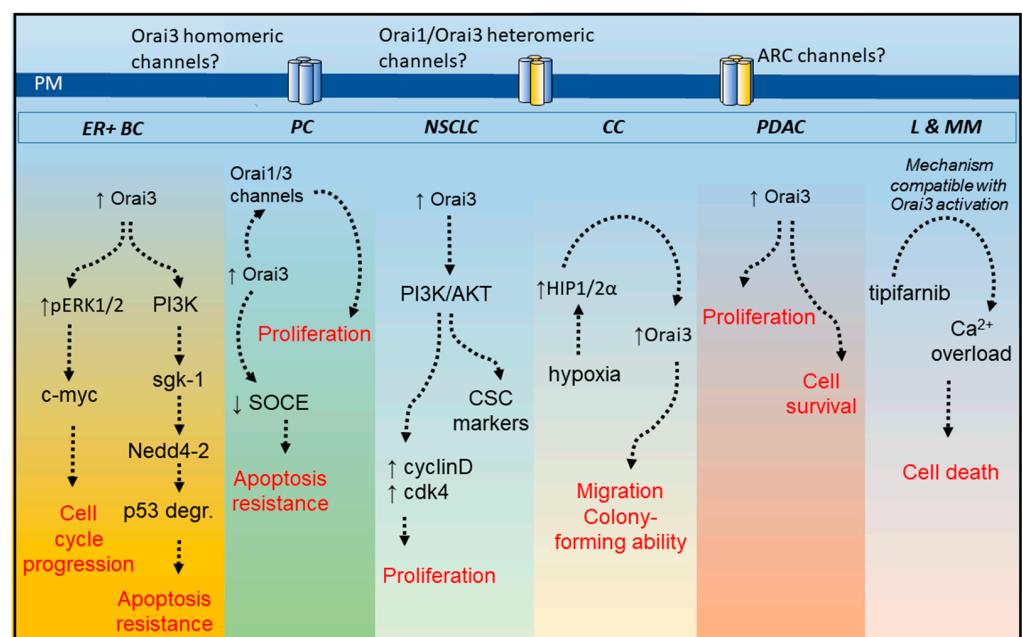 Orai3 homomeric
channels?
Orai1/Orai3 heteromeric
channels?
ARC channels?
PM
ER+ BC
PC
NSCLC
CC
PDAC
L & MM
↑ Orai3
↑pERK1/2
PI3K
c-myc
sgk-1
Nedd4-2
p53 degr.
Cell
cycle
progression
Apoptosis
resistance
Orai1/3
channels
↑ Orai3
Proliferation
↓ SOCE
Apoptosis
resistance
↑ Orai3
PI3K/AKT
CSC
markers
↑ cyclinD
↑ cdk4
Proliferation
↑HIP1/2α
hypoxia
↑Orai3
Migration
Colony-
forming ability
↑ Orai3
Proliferation
Cell
survival
Mechanism
compatible with
Orai3 activation
tipifarnib
Ca²⁺
overload
Cell death